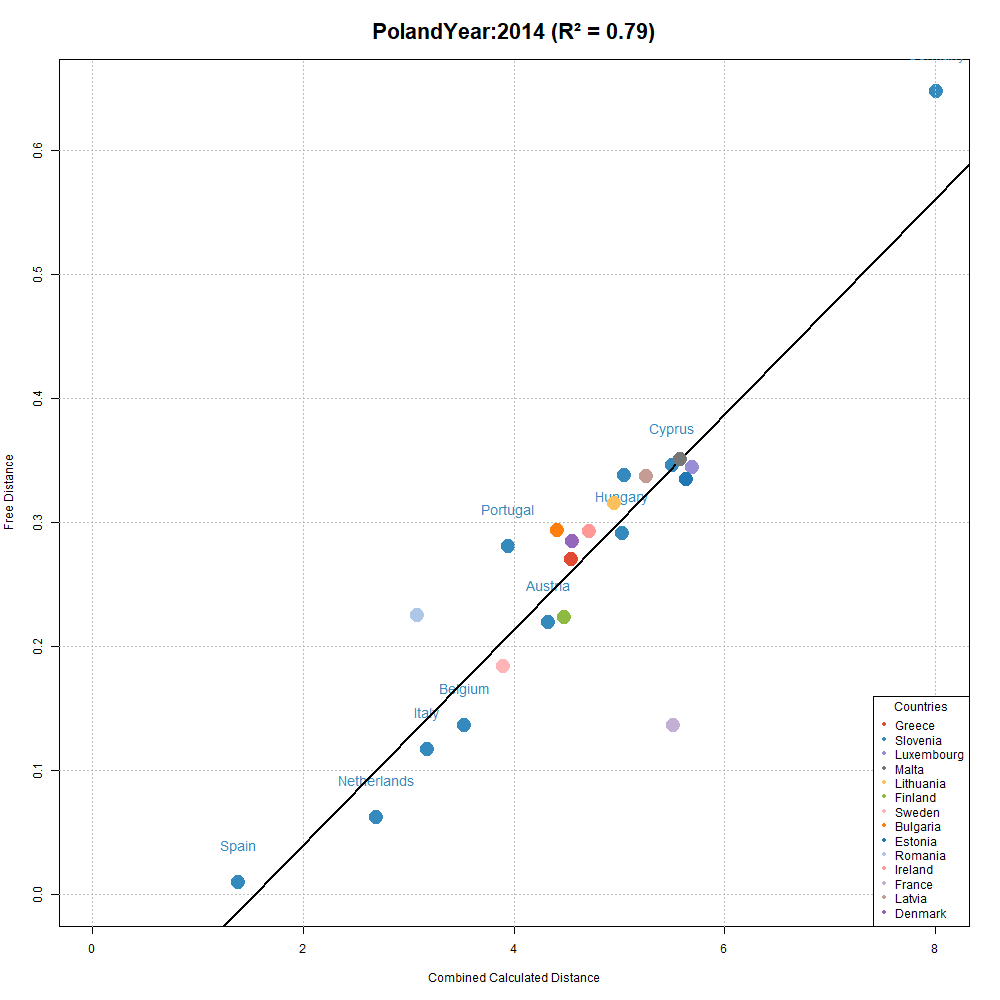 PolandYear:2014 (R² = 0.79)
0.6
0.5
0.4
Cyprus
Hungary
Portugal
0.3
Austria
0.2
Belgium
Italy
Netherlands
0.1
Spain
0.0
Free Distance
Countries
Greece
Slovenia
Luxembourg
Malta
Lithuania
Finland
Sweden
Bulgaria
Estonia
Romania
Ireland
France
Latvia
Denmark
0 2 4 6 8
Combined Calculated Distance